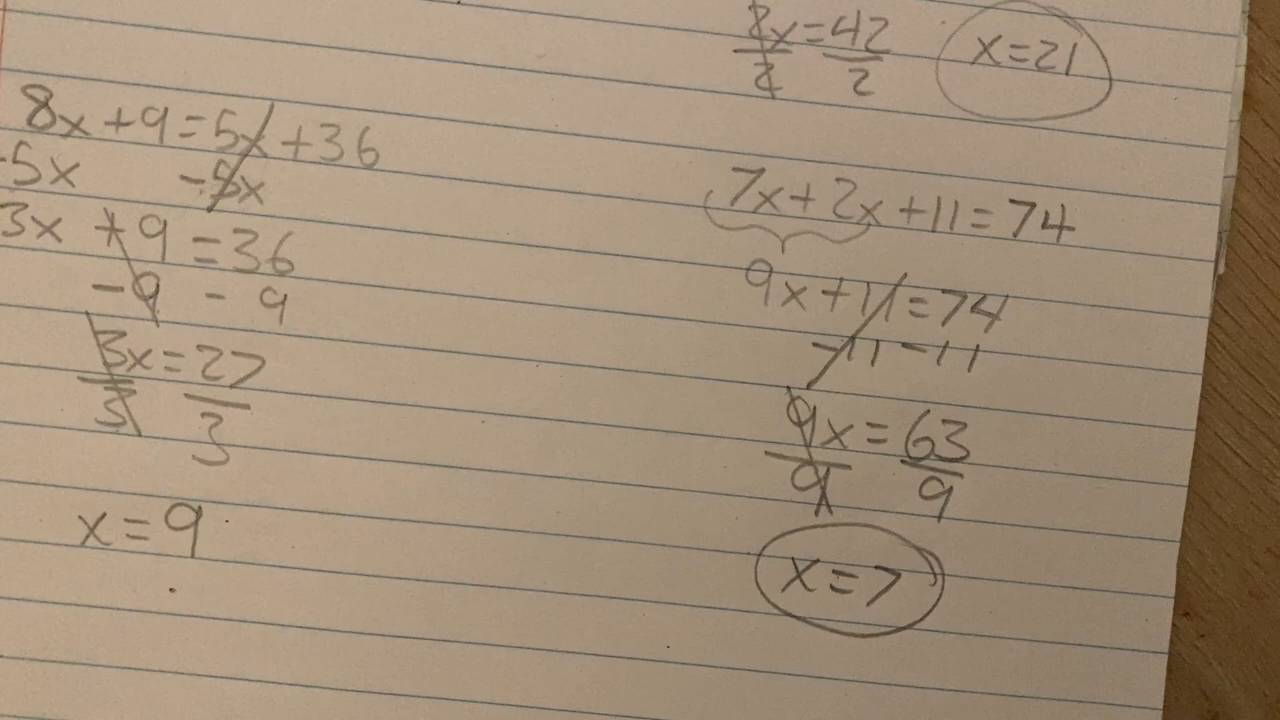 8x + 9 = 5x + 36
-5x -5x
3x + 9 = 36
- 9 - 9
3x = 27
3 3
x = 9
2x = 42
2 2
x = 21
7x + 2x + 11 = 74
9x + 11 = 74
- 11 - 11
9x = 63
9 9
x = 7